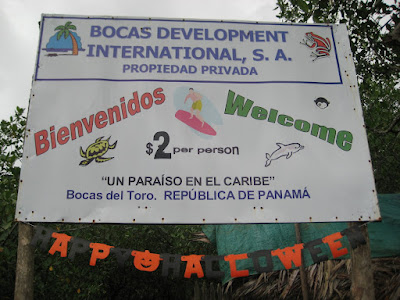 BOCAS DEVELOPMENT
INTERNATIONAL, S. A.
PROPIEDAD PRIVADA
Bienvenidos Welcome
$2 per person
"UN PARAÍSO EN EL CARIBE"
Bocas del Toro. REPÚBLICA DE PANAMÁ
HAPPY HALLOWEEN